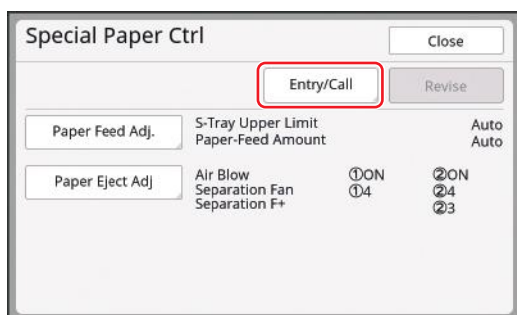 Special Paper Ctrl Close
Entry/Call Revise
Paper Feed Adj. S-Tray Upper Limit Auto
Paper-Feed Amount Auto
Paper Eject Adj Air Blow ①ON ②ON
Separation Fan ①4 ②4
Separation F+ ②3